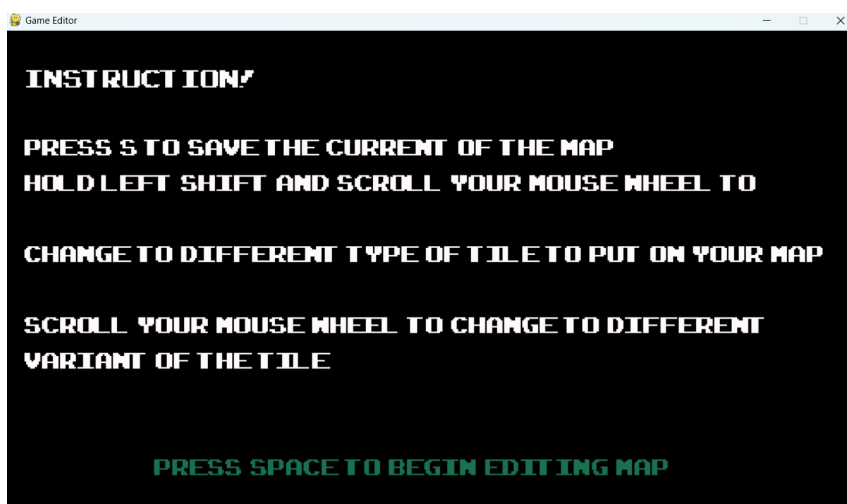 Game Editor
INSTRUCTION!
PRESS S TO SAVE THE CURRENT OF THE MAP
HOLD LEFT SHIFT AND SCROLL YOUR MOUSE WHEEL TO
CHANGE TO DIFFERENT TYPE OF TILE TO PUT ON YOUR MAP
SCROLL YOUR MOUSE WHEEL TO CHANGE TO DIFFERENT
VARIANT OF THE TILE
PRESS SPACE TO BEGIN EDITING MAP